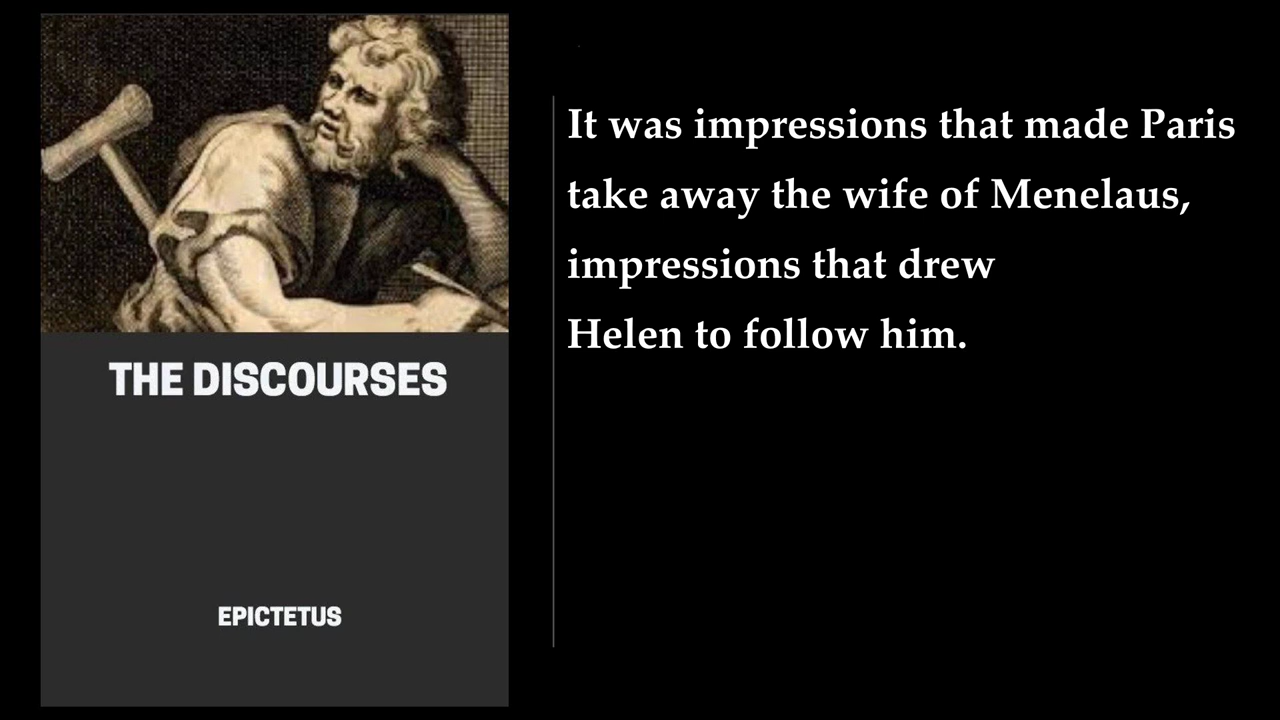 THE DISCOURSES
EPICTETUS
It was impressions that made Paris
take away the wife of Menelaus,
impressions that drew
Helen to follow him.